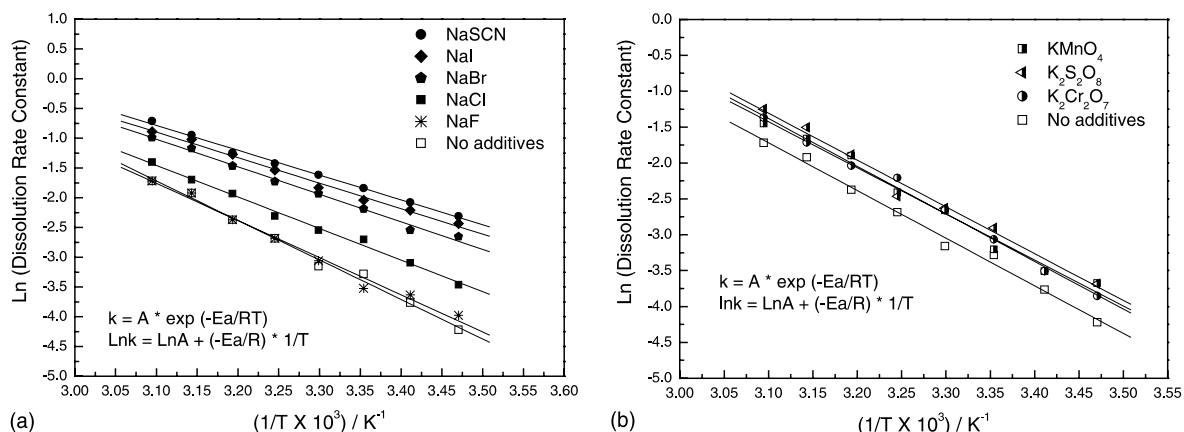 Ln (Dissolution Rate Constant)
2.0
1.5
1.0
0.5
0.0
-0.5
-1.0
-1.5
-2.0
-2.5
-3.0
-3.5
-4.0
-4.5
-5.0
NaSCN
NaI
NaBr
NaCl
NaF
No additives
k = A * exp (-Ea/RT)
Lnk = LnA + (-Ea/R) * 1/T
3.05 3.10 3.15 3.20 3.25 3.30 3.35 3.40 3.45 3.50 3.55 3.60
(a)
(1/T X 10³) / K⁻¹
Ln (Dissolution Rate Constant)
0.0
-0.5
-1.0
-1.5
-2.0
-2.5
-3.0
-3.5
-4.0
-4.5
-5.0
KMnO₄
K₂S₂O₈
K₂Cr₂O₇
No additives
k = A * exp (-Ea/RT)
lnk = LnA + (-Ea/R) * 1/T
3.00 3.05 3.10 3.15 3.20 3.25 3.30 3.35 3.40 3.45 3.50 3.55
(b)
(1/T X 10³) / K⁻¹